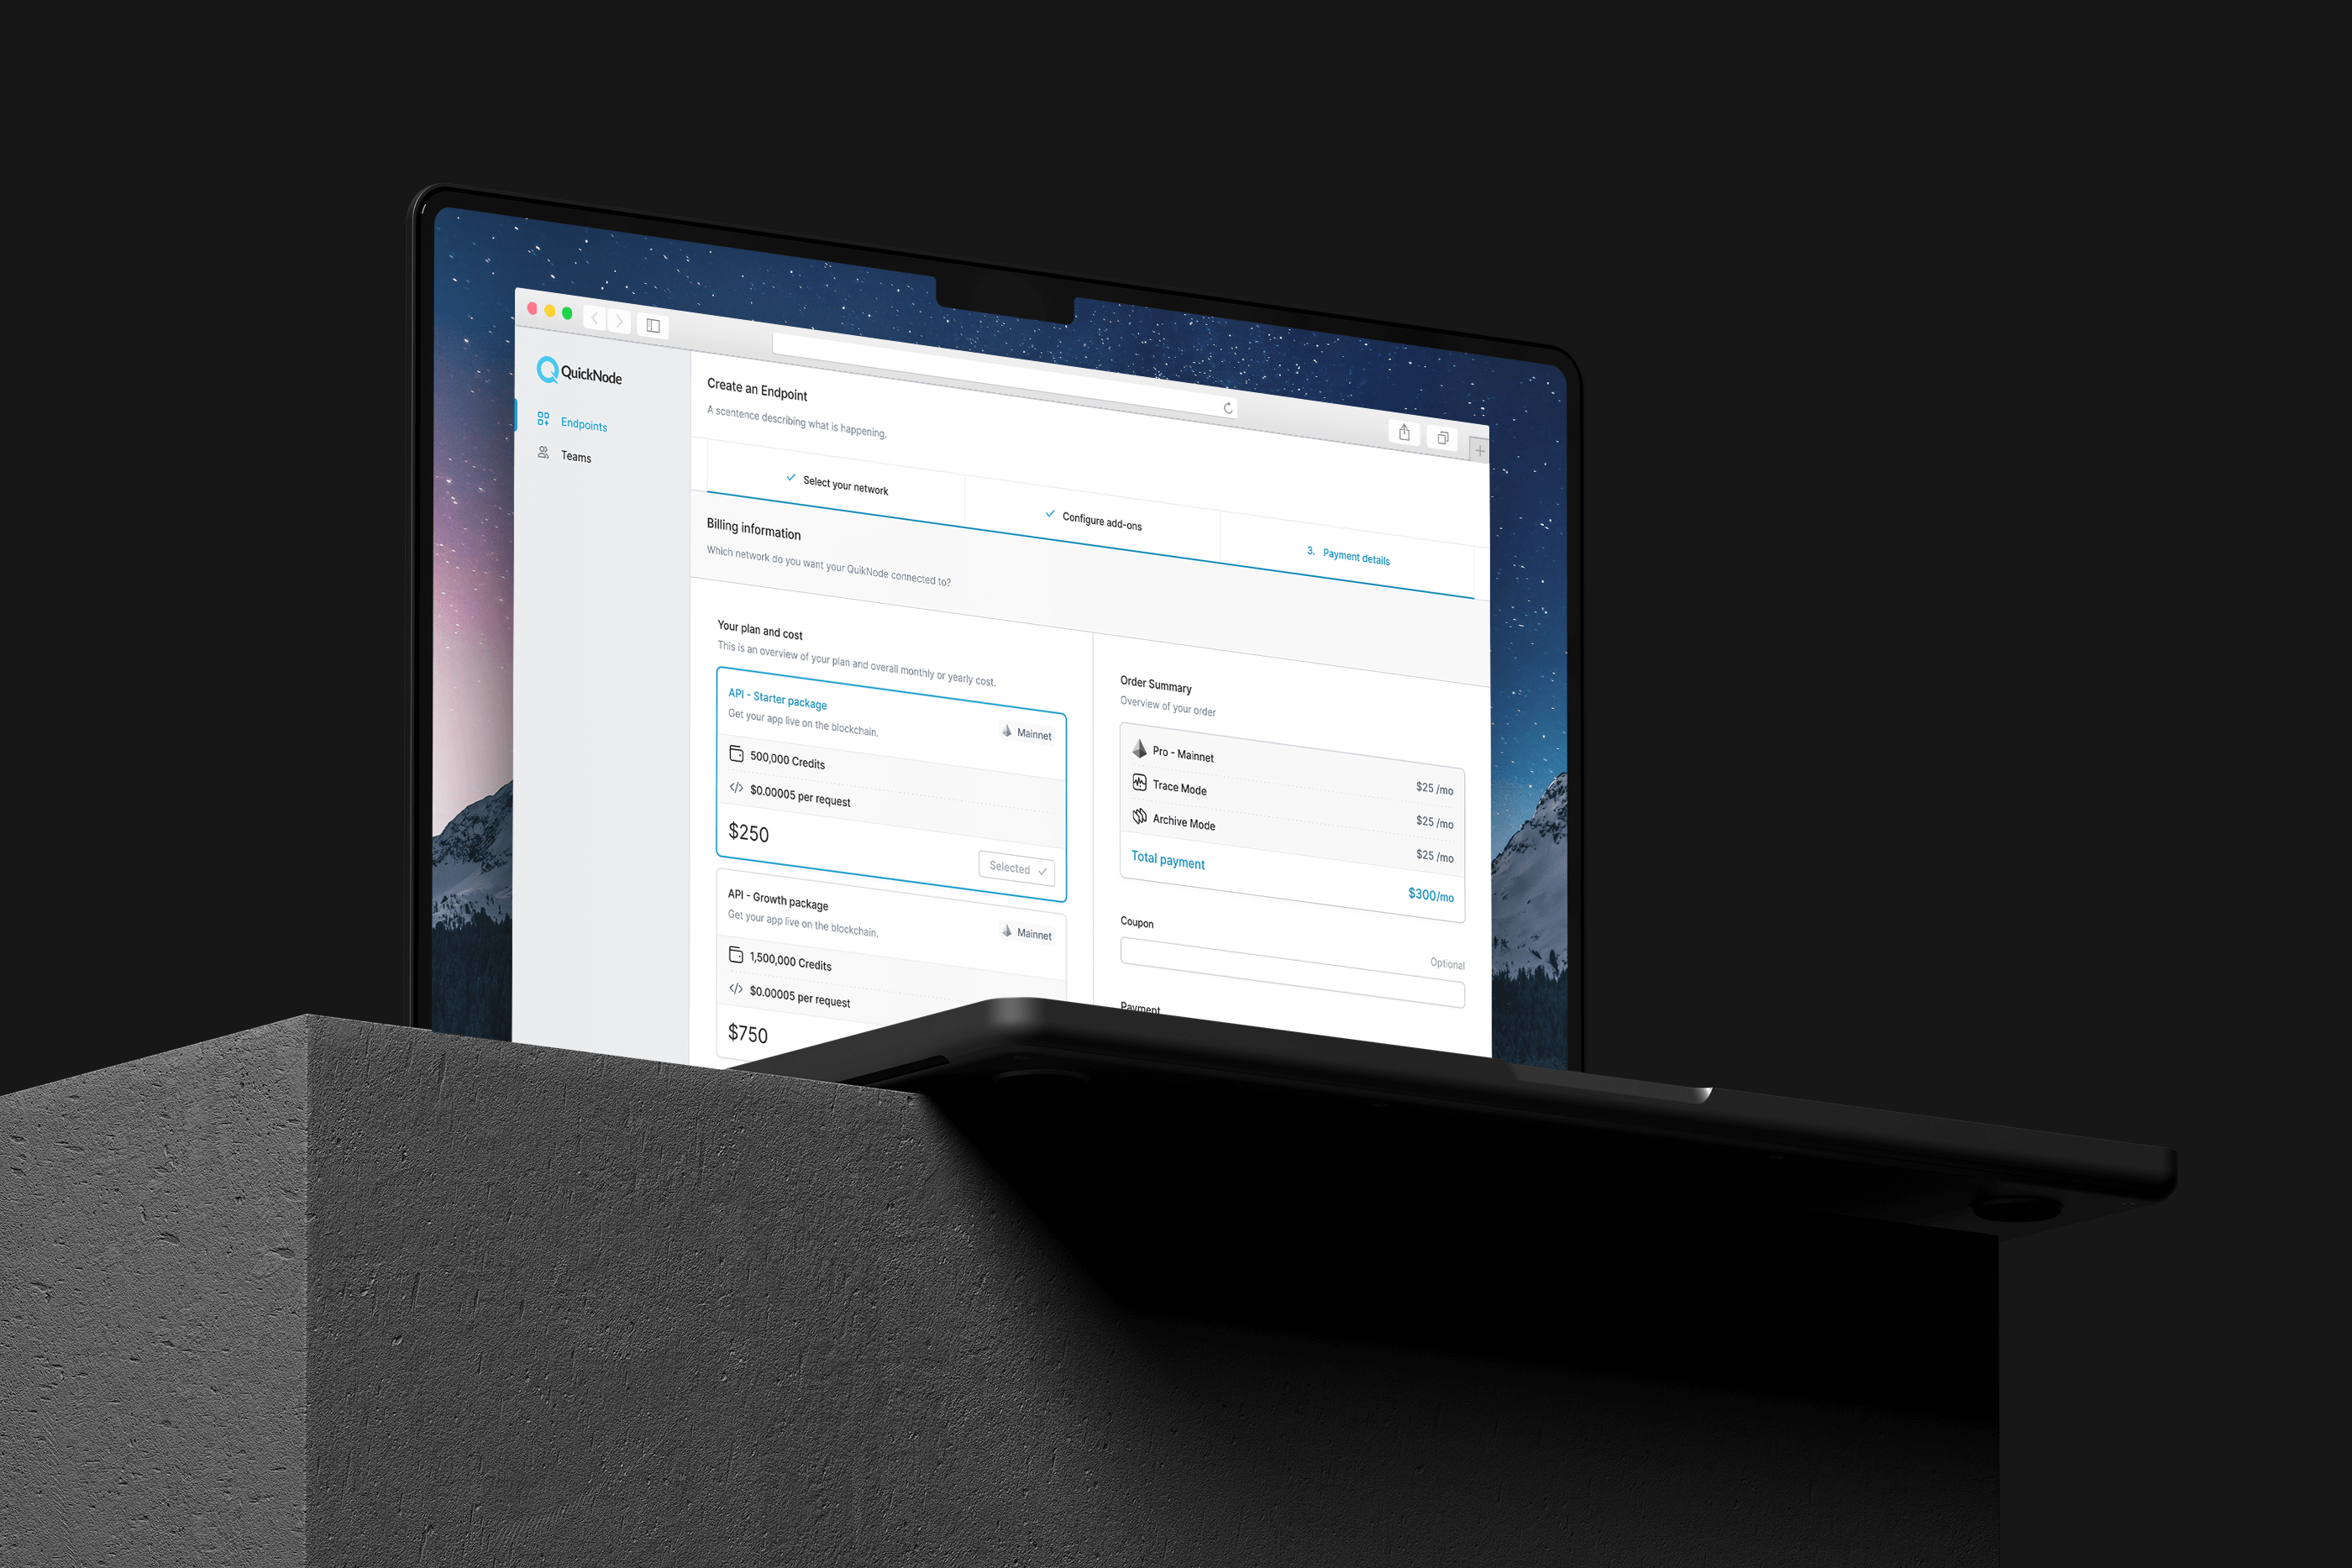 QuickNode
Endpoints
Teams
Create an Endpoint
A scentence describing what is happening.
Select your network
Configure add-ons
3. Payment details
Billing information
Which network do you want your QuikNode connected to?
Your plan and cost
This is an overview of your plan and overall monthly or yearly cost.
API - Starter package
Get your app live on the blockchain.
Mainnet
500,000 Credits
</> $0.00005 per request
$250
Selected
API - Growth package
Get your app live on the blockchain.
Mainnet
1,500,000 Credits
</> $0.00005 per request
$750
Order Summary
Overview of your order
Pro - Mainnet
$25 /mo
Trace Mode
$25 /mo
Archive Mode
$25 /mo
Total payment
$300/mo
Coupon
Optional
Payment